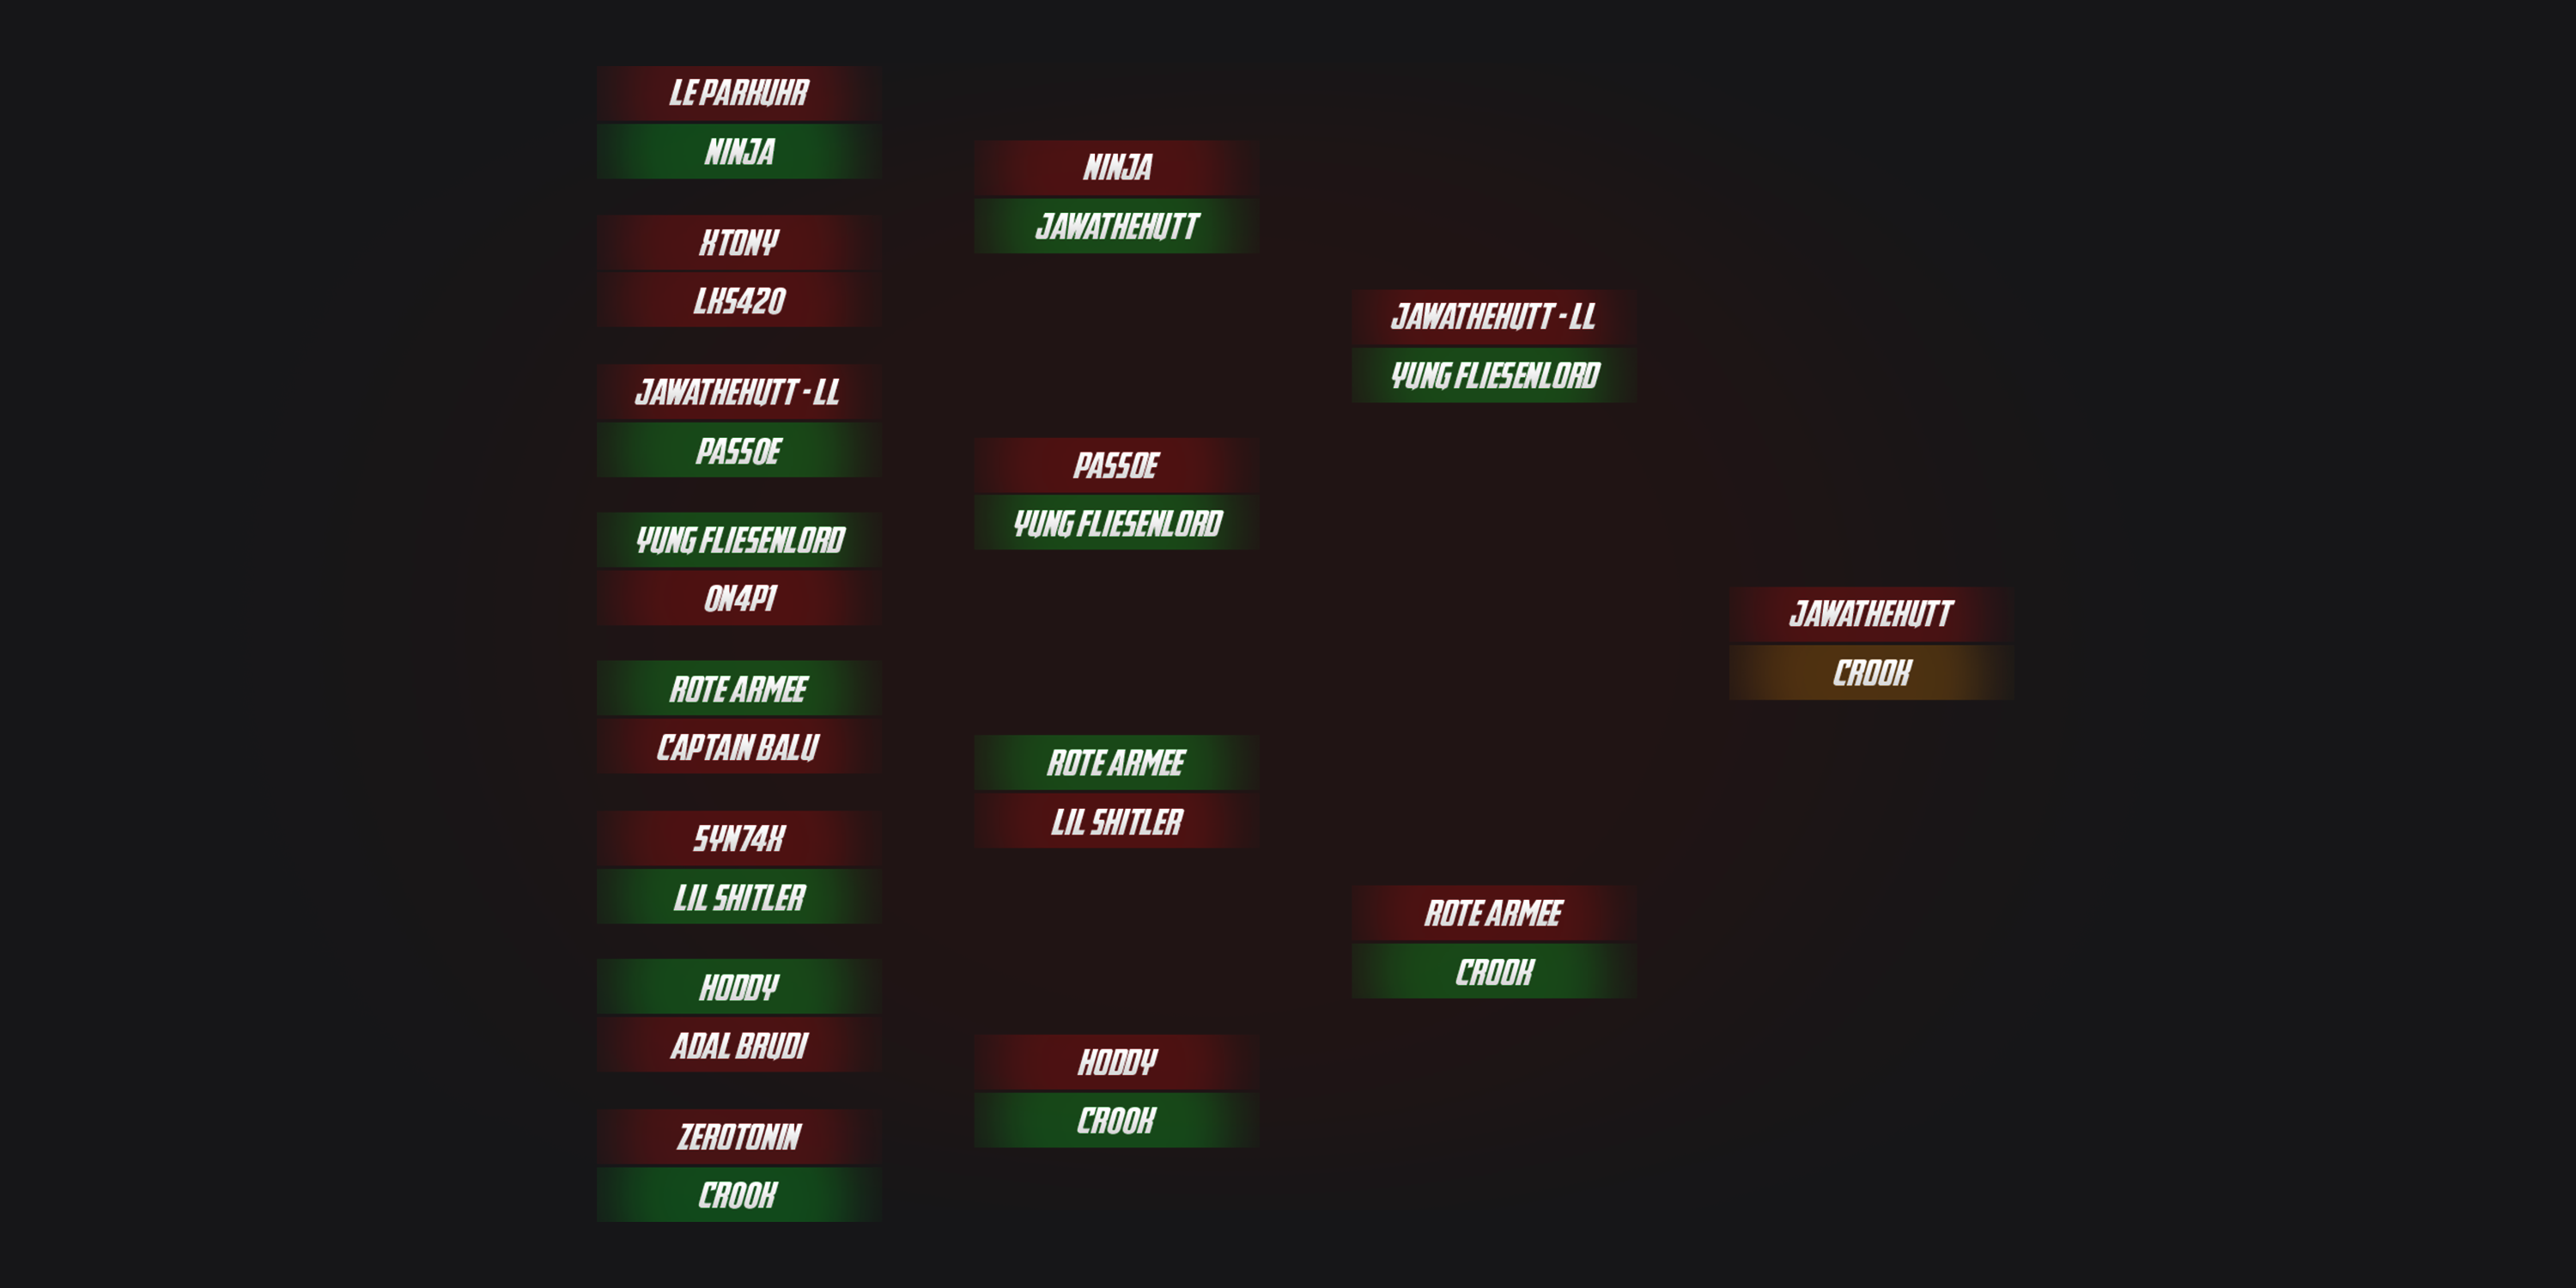 LE PARKUHR
NINJA
XTONY
LKS420
JAWATHEHUTT - LL
PASSOE
YUNG FLIESENLORD
ON4P1
ROTE ARMEE
CAPTAIN BALU
SYN74X
LIL SHITLER
HODDY
ADAL BRUDI
ZEROTONIN
CROOK
NINJA
JAWATHEHUTT
PASSOE
YUNG FLIESENLORD
ROTE ARMEE
LIL SHITLER
HODDY
CROOK
JAWATHEHUTT - LL
YUNG FLIESENLORD
ROTE ARMEE
CROOK
JAWATHEHUTT
CROOK